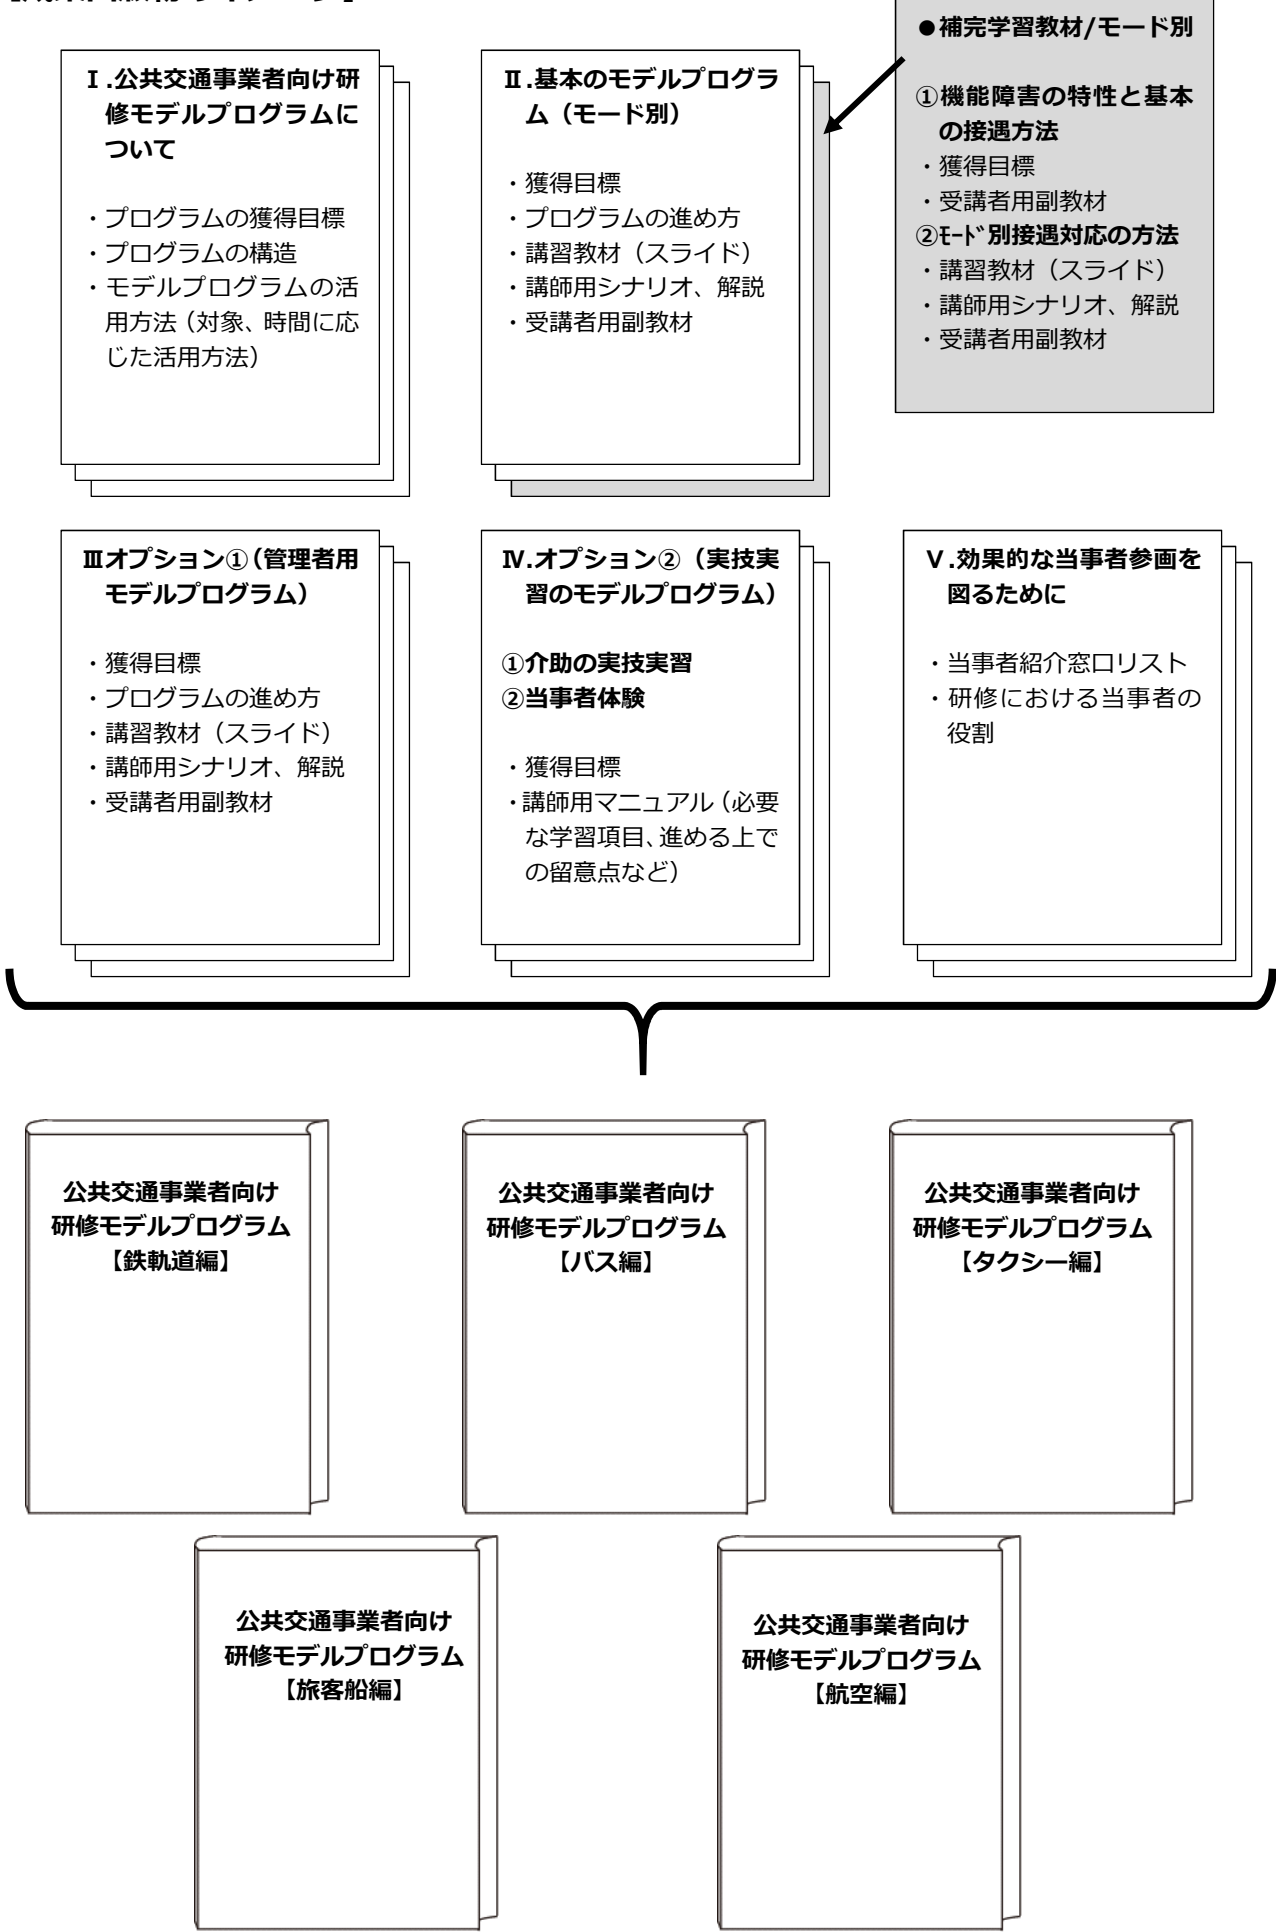 Ⅰ.公共交通事業者向け研
修モデルプログラムに
ついて
・プログラムの獲得目標
・プログラムの構造
・モデルプログラムの活
用方法（対象、時間に応
じた活用方法）
Ⅱ.基本のモデルプログラ
ム（モード別）
・獲得目標
・プログラムの進め方
・講習教材（スライド）
・講師用シナリオ、解説
・受講者用副教材
●補完学習教材/モード別
①機能障害の特性と基本
の接遇方法
・獲得目標
・受講者用副教材
②ﾓｰﾄﾞ別接遇対応の方法
・講習教材（スライド）
・講師用シナリオ、解説
・受講者用副教材
Ⅲオプション①（管理者用
モデルプログラム）
・獲得目標
・プログラムの進め方
・講習教材（スライド）
・講師用シナリオ、解説
・受講者用副教材
Ⅳ.オプション②（実技実
習のモデルプログラム）
①介助の実技実習
②当事者体験
・獲得目標
・講師用マニュアル（必要
な学習項目、進める上で
の留意点など）
Ⅴ.効果的な当事者参画を
図るために
・当事者紹介窓口リスト
・研修における当事者の
役割
公共交通事業者向け
研修モデルプログラム
【鉄軌道編】
公共交通事業者向け
研修モデルプログラム
【バス編】
公共交通事業者向け
研修モデルプログラム
【タクシー編】
公共交通事業者向け
研修モデルプログラム
【旅客船編】
公共交通事業者向け
研修モデルプログラム
【航空編】